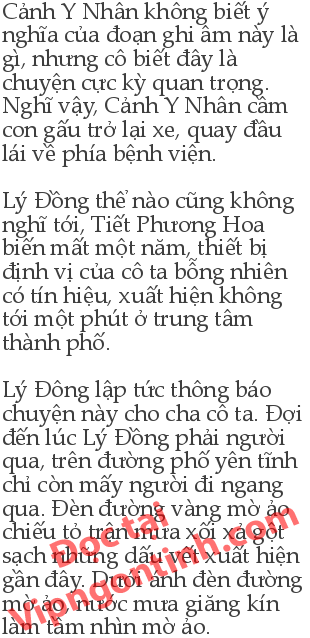 Cảnh Y Nhân không biết ý
nghĩa của đoạn ghi âm này là
gì, nhưng cô biết đây là
chuyện cực kỳ quan trọng.
Nghĩ vậy, Cảnh Y Nhân cầm
con gấu trở lại xe, quay đầu
lái về phía bệnh viện.
Lý Đồng thể nào cũng không
nghĩ tới, Tiết Phương Hoa
biến mất một năm, thiết bị
định vị của cô ta bỗng nhiên
có tín hiệu, xuất hiện không
tới một phút ở trung tâm
thành phố.
Lý Đông lập tức thông báo
chuyện này cho cha cô ta. Đợi
đến lúc Lý Đồng phải người
qua, trên đường phố yên tĩnh
chỉ còn mấy người đi ngang
qua. Đèn đường vàng mờ ảo
chiếu tỏ trận mưa xối xả gột
sạch những dấu vết xuất hiện
gần đây. Dưới ánh đèn đường
mờ ảo, nước mưa giăng kín
làm tầm nhìn mờ ảo.
Đọc tại
Vipngontinh.com